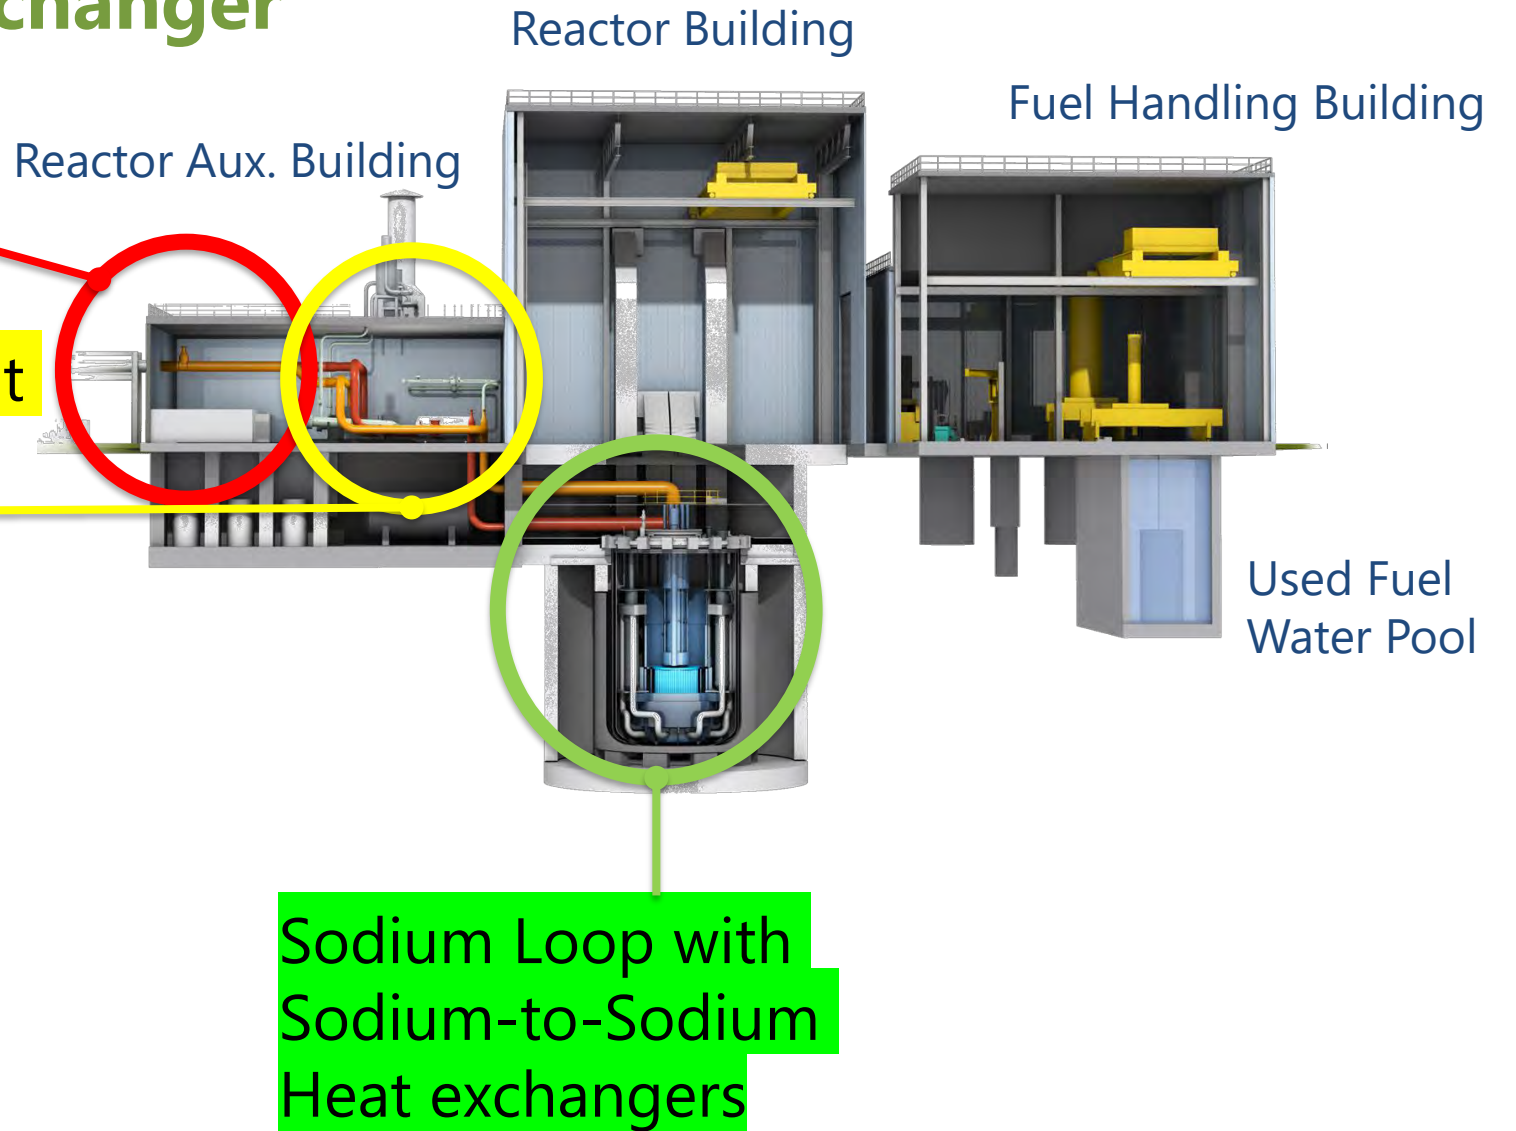 changer
Reactor Building
Fuel Handling Building
Reactor Aux. Building
t
Used Fuel
Water Pool
Sodium Loop with
Sodium-to-Sodium
Heat exchangers